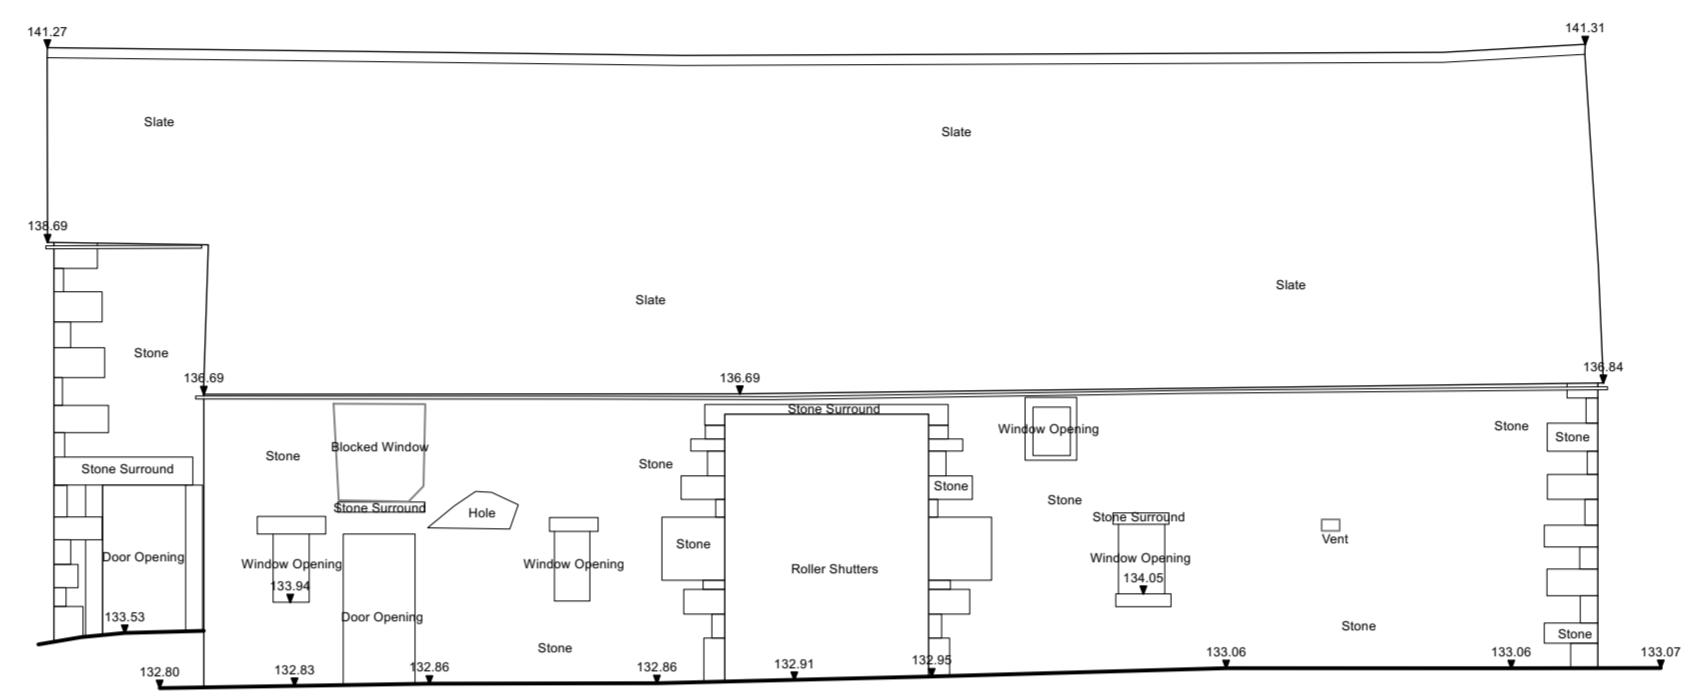 141.27
141.31
Slate
Slate
138.69
Slate
Slate
Stone
136.69
136.69
136.84
Stone Surround
Stone
Window Opening
Stone
Blocked Window
Stone
Stone
Stone
Stone Surround
Stone
Stone
Stone Surround
Hole
Stone Surround
Stone
Vent
Door Opening
Window Opening
Window Opening
Roller Shutters
Window Opening
133.94
134.05
133.53
Door Opening
Stone
Stone
Stone
132.80
132.83
132.86
132.86
132.91
132.95
133.06
133.06
133.07